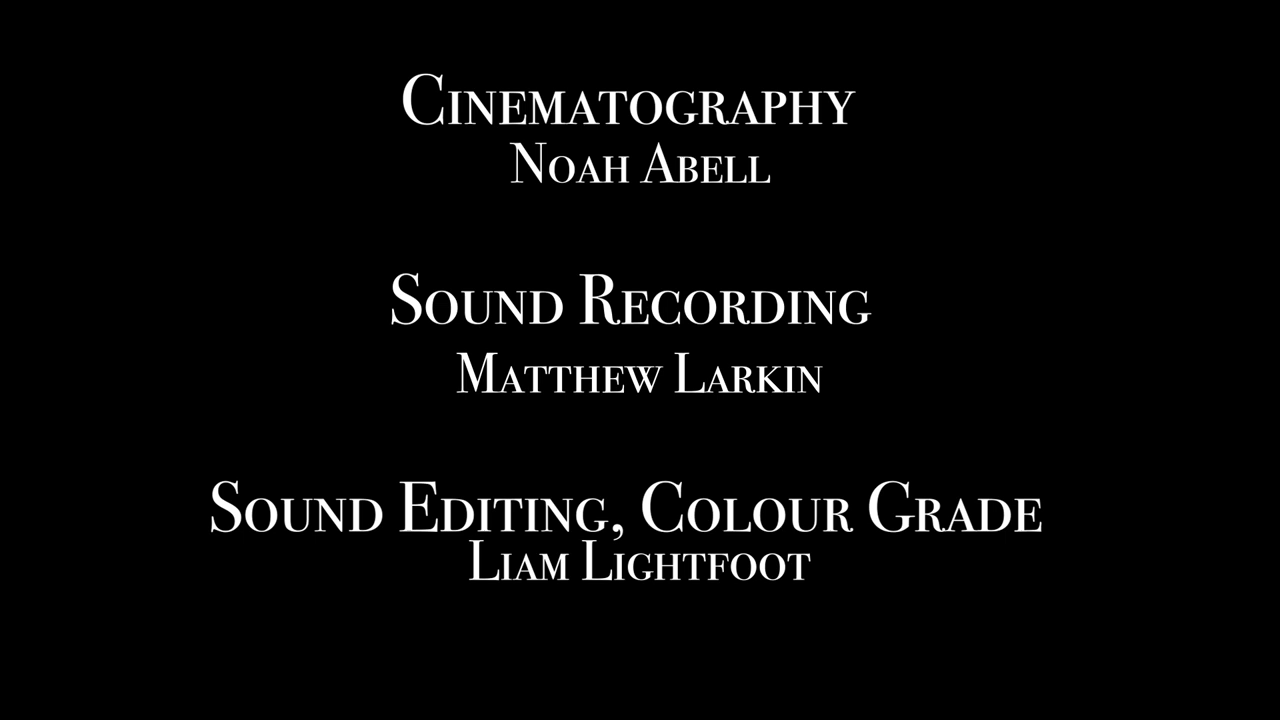 Cinematography
Noah Abell
Sound Recording
Matthew Larkin
Sound Editing, Colour Grade
Liam Lightfoot